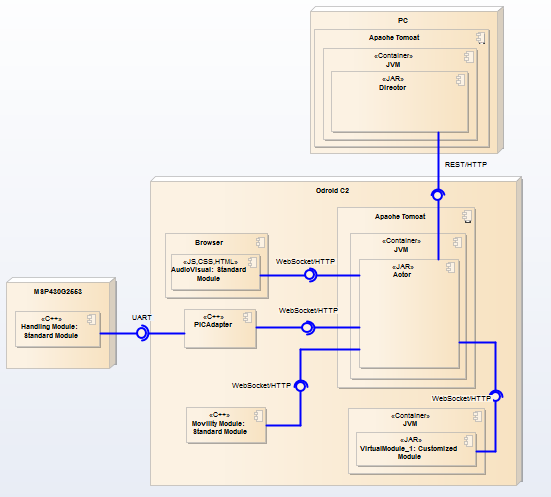 PC
Apache Tomcat
«Container»
JVM
«JAR»
Director
REST/HTTP
Odroid C2
Apache Tomcat
«Container»
JVM
«JAR»
Actor
Browser
«JS,CSS,HTML»
AudioVisual: Standard
Module
WebSocket/HTTP
MSP430G2553
«C++»
Handling Module:
Standard Module
UART
«C++»
PICAdapter
WebSocket/HTTP
WebSocket/HTTP
«C++»
Movility Module:
Standard Module
WebSocket/HTTP
«Container»
JVM
«JAR»
VirtualModule_1: Customized
Module